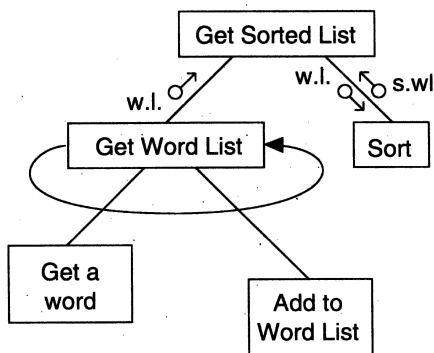 Get Sorted List
w.l.
w.l.
s.wl
Get Word List
Sort
Get a
word
Add to
Word List